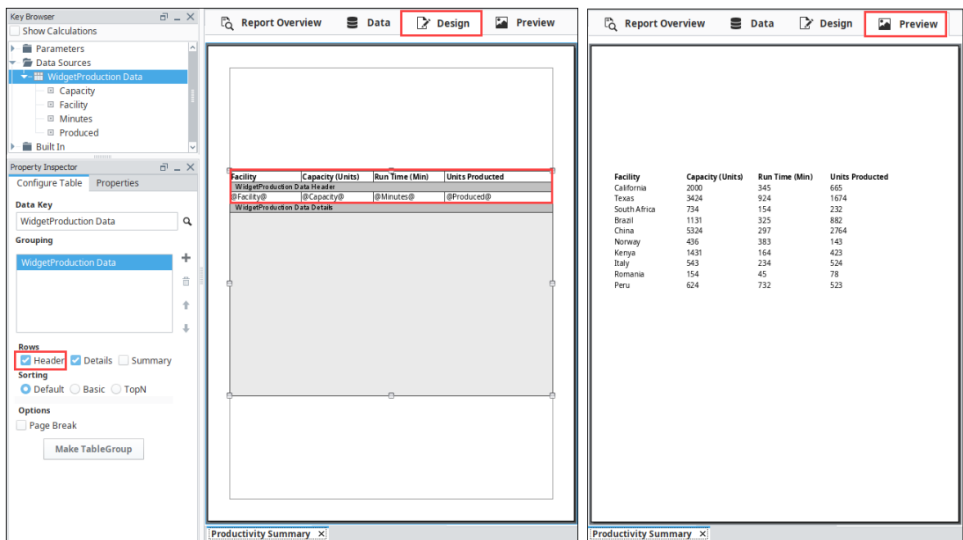 Key Browser
Show Calculations
Parameters
Data Sources
WidgetProduction Data
Capacity
Facility
Minutes
Produced
Built In
Property Inspector
Configure Table Properties
Data Key
WidgetProduction Data
Grouping
WidgetProduction Data
Rows
Header Details Summary
Sorting
Default Basic TopN
Options
Page Break
Make TableGroup
Report Overview Data Design Preview
Facility Capacity (Units) Run Time (Min) Units Producted
WidgetProduction Data Header
@Facility@ @Capacity@ @Minutes@ @Produced@
WidgetProduction Data Details
Productivity Summary X
Report Overview Data Design Preview
Facility Capacity (Units) Run Time (Min) Units Producted
California 2000 345 665
Texas 3424 924 1674
South Africa 734 154 232
Brazil 1131 325 882
China 5324 297 2764
Norway 436 383 143
Kenya 1431 164 423
Italy 543 234 524
Romania 154 45 78
Peru 624 732 523
Productivity Summary X